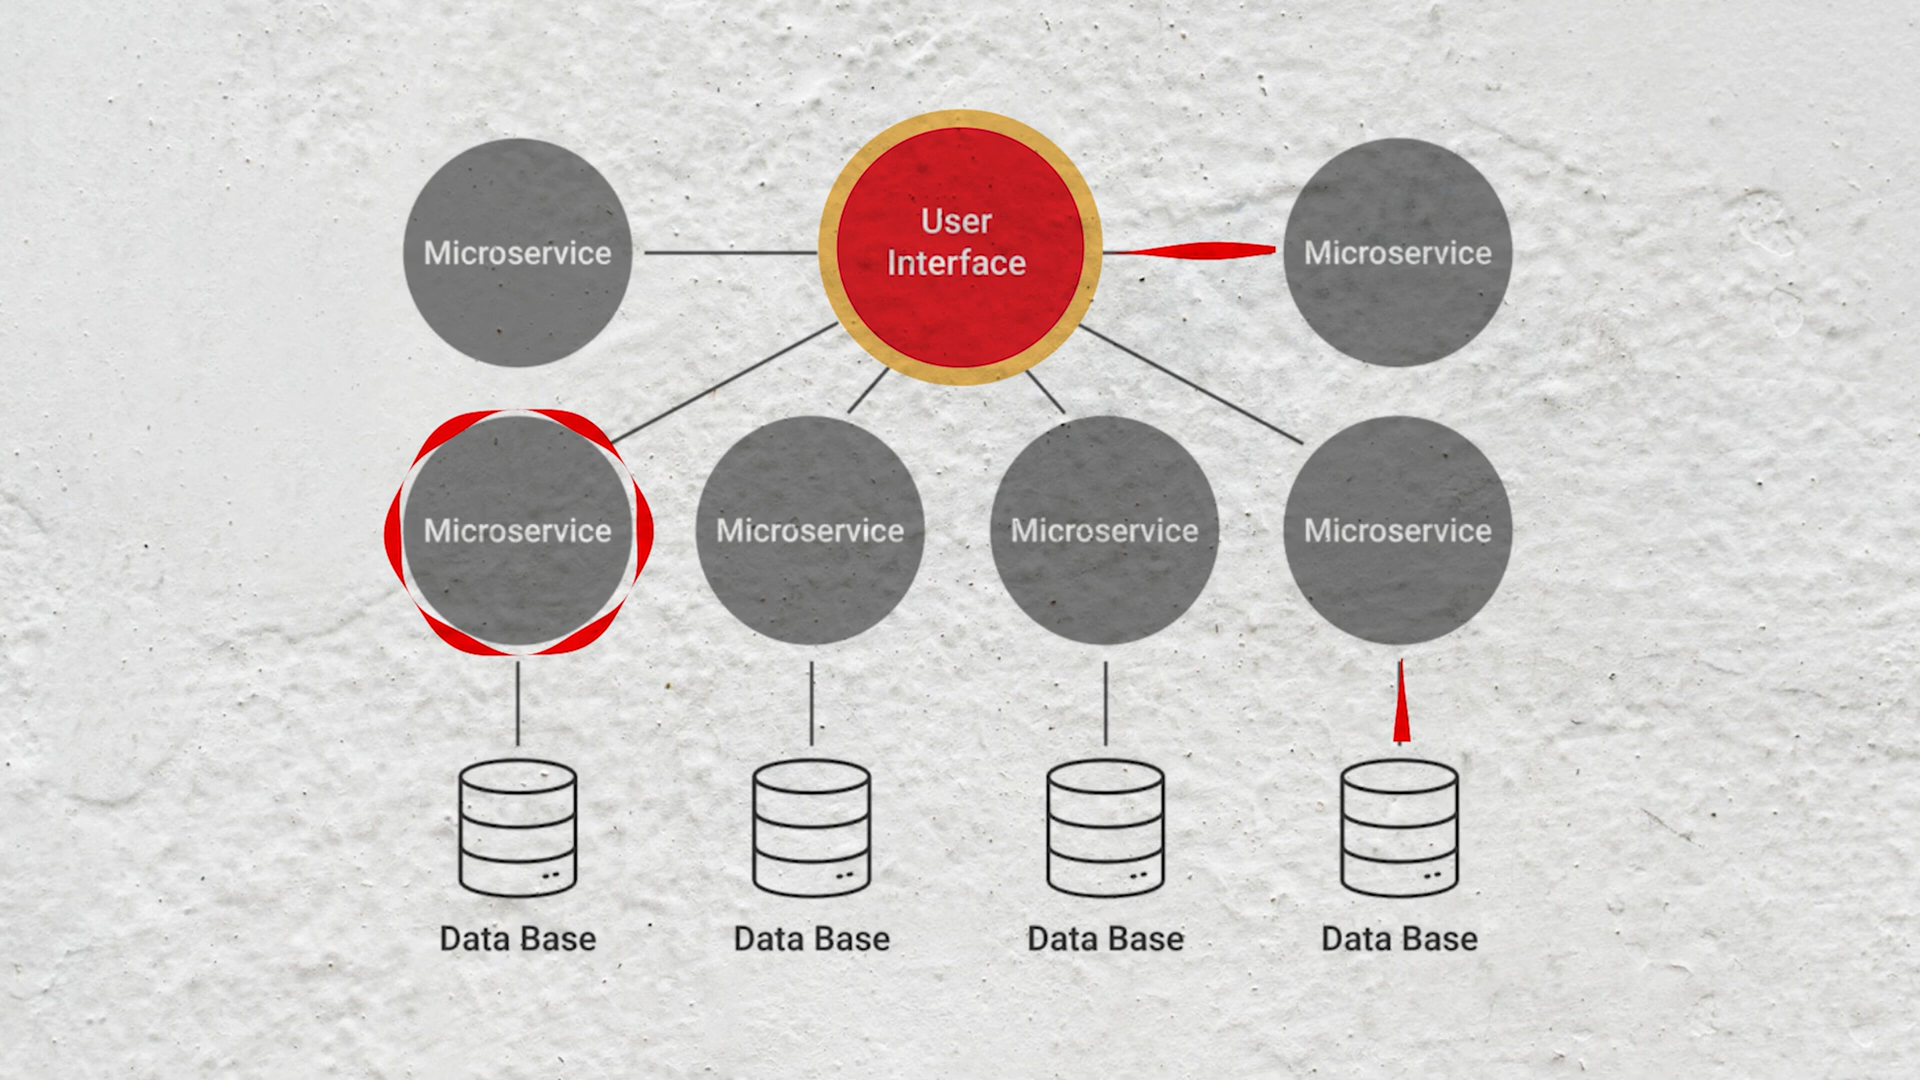 Microservice
User
Interface
Microservice
Microservice
Microservice
Microservice
Microservice
Data Base
Data Base
Data Base
Data Base